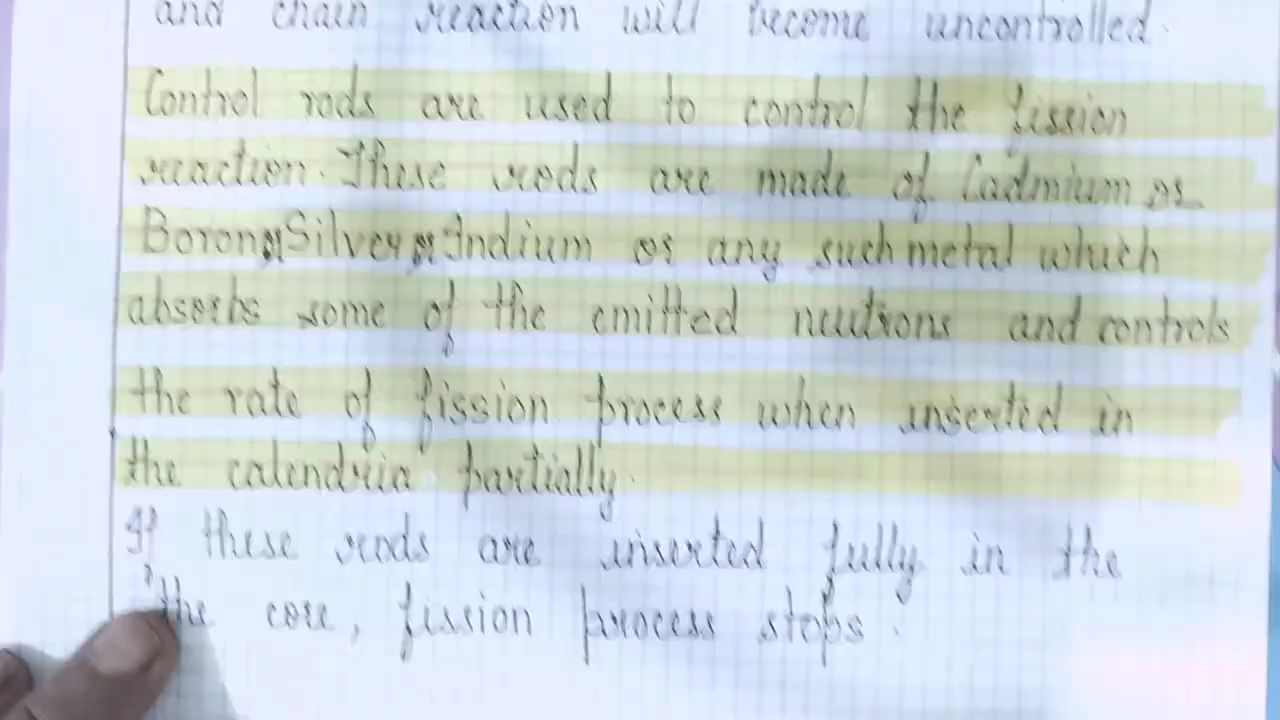 and chain reaction will become uncontrolled.
Control rods are used to control the fission
reaction. These rods are made of Cadmium or
Boron or Silver or Indium or any such metal which
absorbs some of the emitted neutrons and controls
the rate of fission process when inserted in
the calendria partially.
If these rods are inserted fully in the
the core, fission process stops.